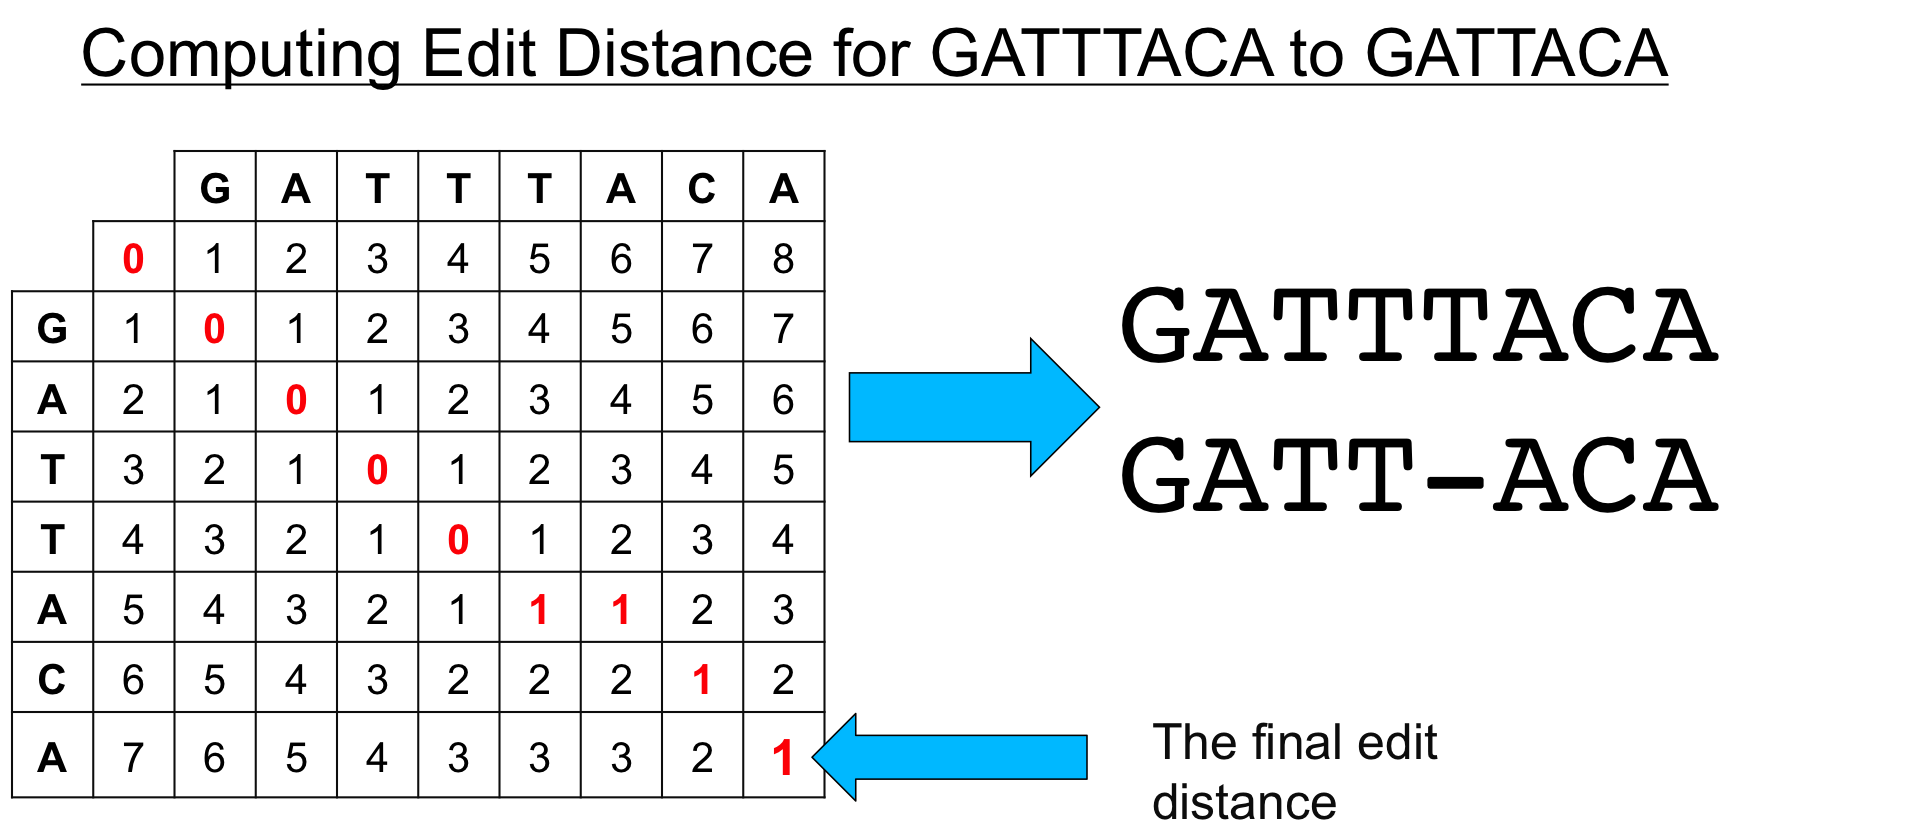 Computing Edit Distance for GATTTACA to GATTACA
G A T T T A C A
0 1 2 3 4 5 6 7 8
G 1 0 1 2 3 4 5 6 7
A 2 1 0 1 2 3 4 5 6
T 3 2 1 0 1 2 3 4 5
T 4 3 2 1 0 1 2 3 4
A 5 4 3 2 1 1 1 2 3
C 6 5 4 3 2 2 2 1 2
A 7 6 5 4 3 3 3 2 1
GATTTACA
GATT-ACA
The final edit
distance